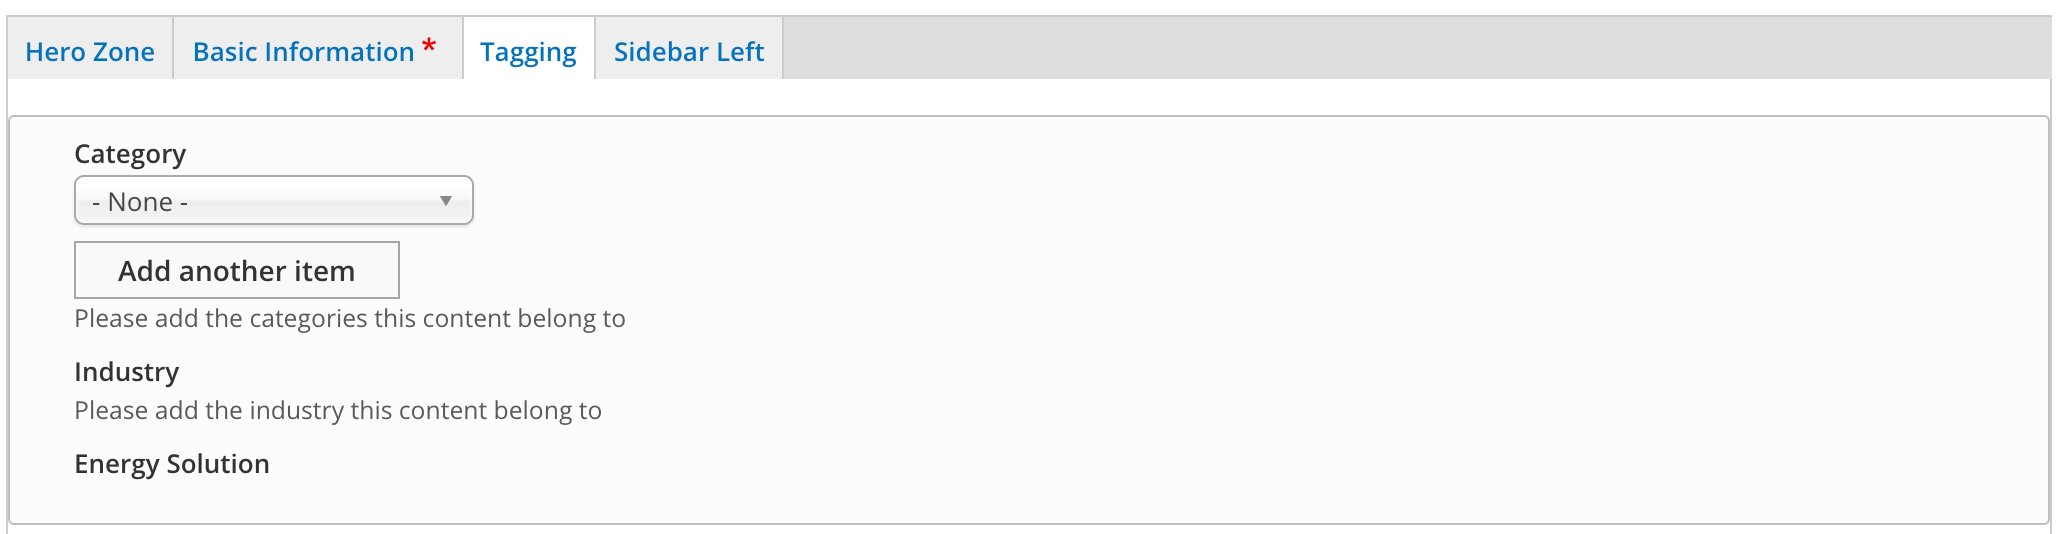 Hero Zone Basic Information * Tagging Sidebar Left
Category
- None -
Add another item
Please add the categories this content belong to
Industry
Please add the industry this content belong to
Energy Solution